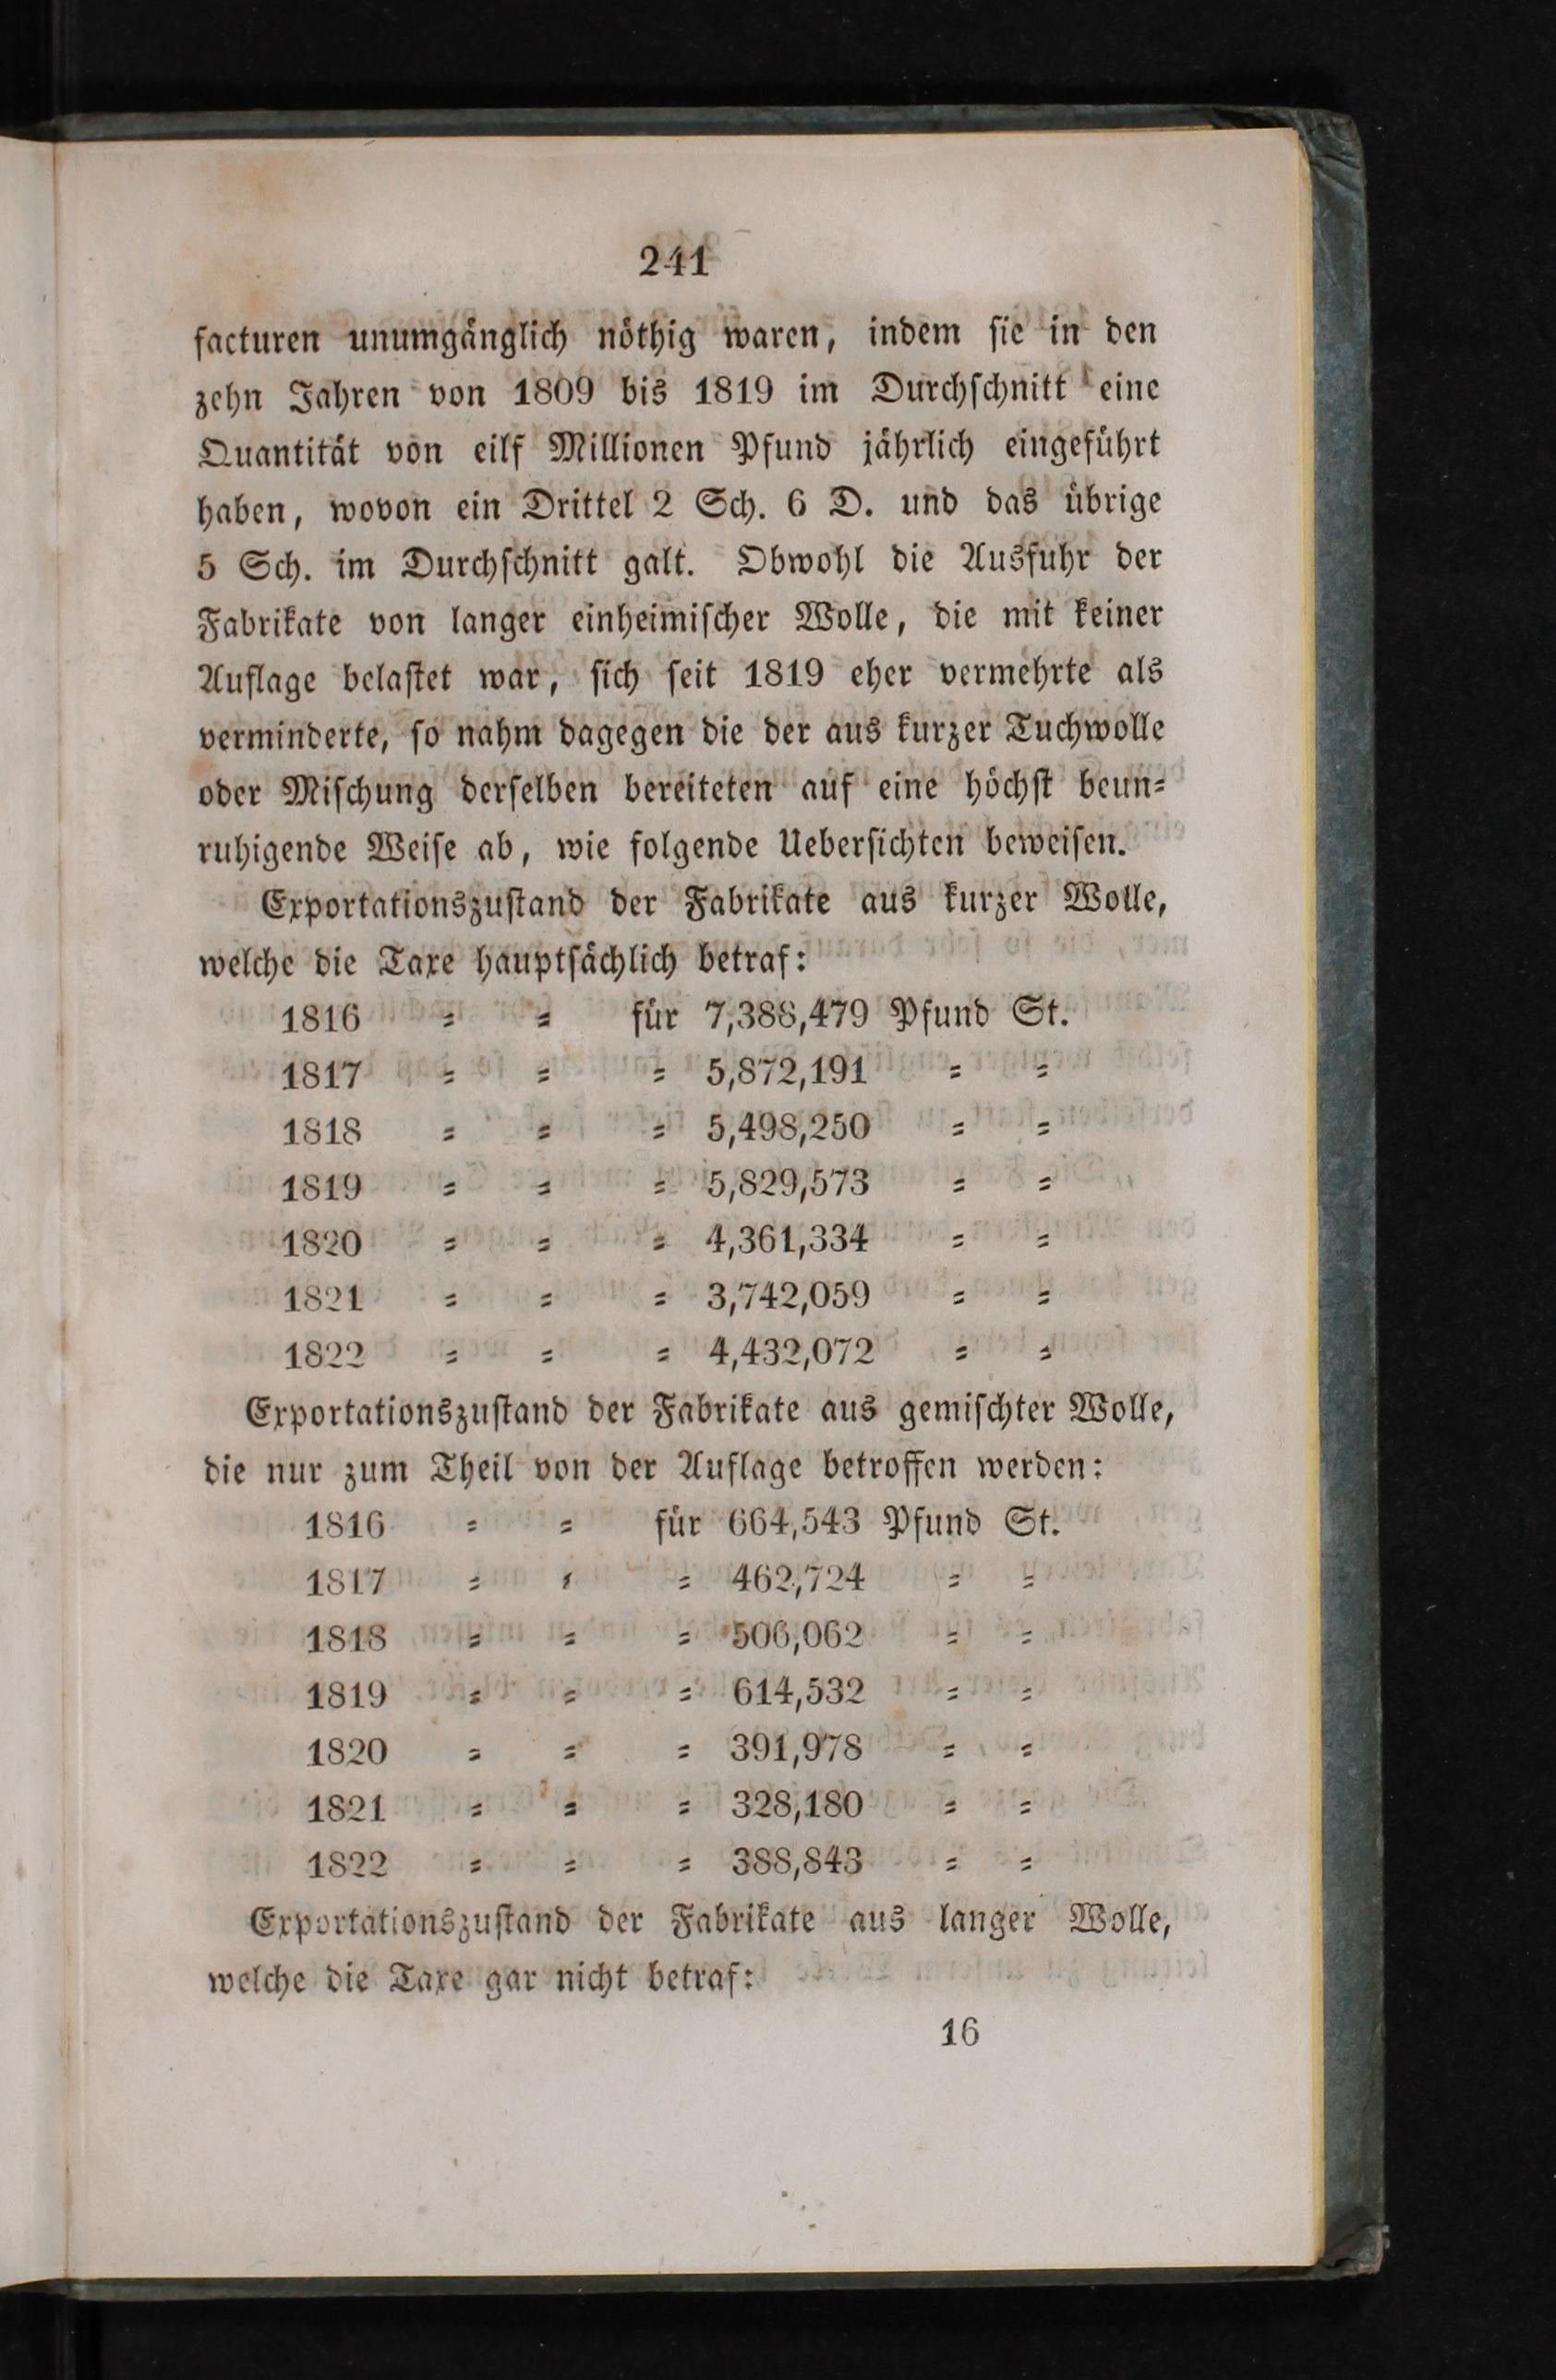 241
facturen unumgänglich nöthig waren, indem sie in den
zehn Jahren von 1809 bis 1819 im Durchschnitt eine
Quantität von eilf Millionen Pfund jährlich eingeführt
haben, wovon ein Drittel 2 Sch. 6 D. und das übrige
5 Sch. im Durchschnitt galt. Obwohl die Ausfuhr der
Fabrikate von langer einheimischer Wolle, die mit keiner
Auflage belastet war, sich seit 1819 eher vermehrte als
verminderte, so nahm dagegen die der aus kurzer Tuchwolle
oder Mischung derselben bereiteten auf eine höchst beun-
ruhigende Weise ab, wie folgende Uebersichten beweisen.
Exportationszustand der Fabrikate aus kurzer Wolle,
welche die Taxe hauptsächlich betraf:
1816 = = für 7,388,479 Pfund St.
1817 = = = 5,872,191 = =
1818 = = = 5,498,250 = =
1819 = = = 5,829,573 = =
1820 = = = 4,361,334 = =
1821 = = = 3,742,059 = =
1822 = = = 4,432,072 = =
Exportationszustand der Fabrikate aus gemischter Wolle,
die nur zum Theil von der Auflage betroffen werden:
1816 = = für 664,543 Pfund St.
1817 = = = 462,724 = =
1818 = = = 506,062 = =
1819 = = = 614,532 = =
1820 = = = 391,978 = =
1821 = = = 328,180 = =
1822 = = = 388,843 = =
Exportationszustand der Fabrikate aus langer Wolle,
welche die Taxe gar nicht betraf:
16